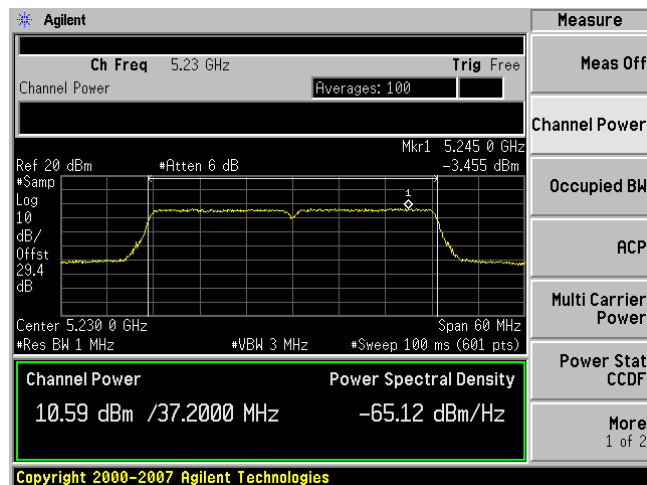 Agilent
Measure
Ch Freq 5.23 GHz Trig Free
Channel Power Averages: 100
Mkr1 5.245 0 GHz
Ref 20 dBm #Atten 6 dB -3.455 dBm
#Samp
Log
10
dB/
Offst
29.4
dB
1
Center 5.230 0 GHz Span 60 MHz
#Res BW 1 MHz #VBW 3 MHz #Sweep 100 ms (601 pts)
Channel Power Power Spectral Density
10.59 dBm /37.2000 MHz -65.12 dBm/Hz
Meas Off
Channel Power
Occupied BW
ACP
Multi Carrier
Power
Power Stat
CCDF
More
1 of 2
Copyright 2000-2007 Agilent Technologies